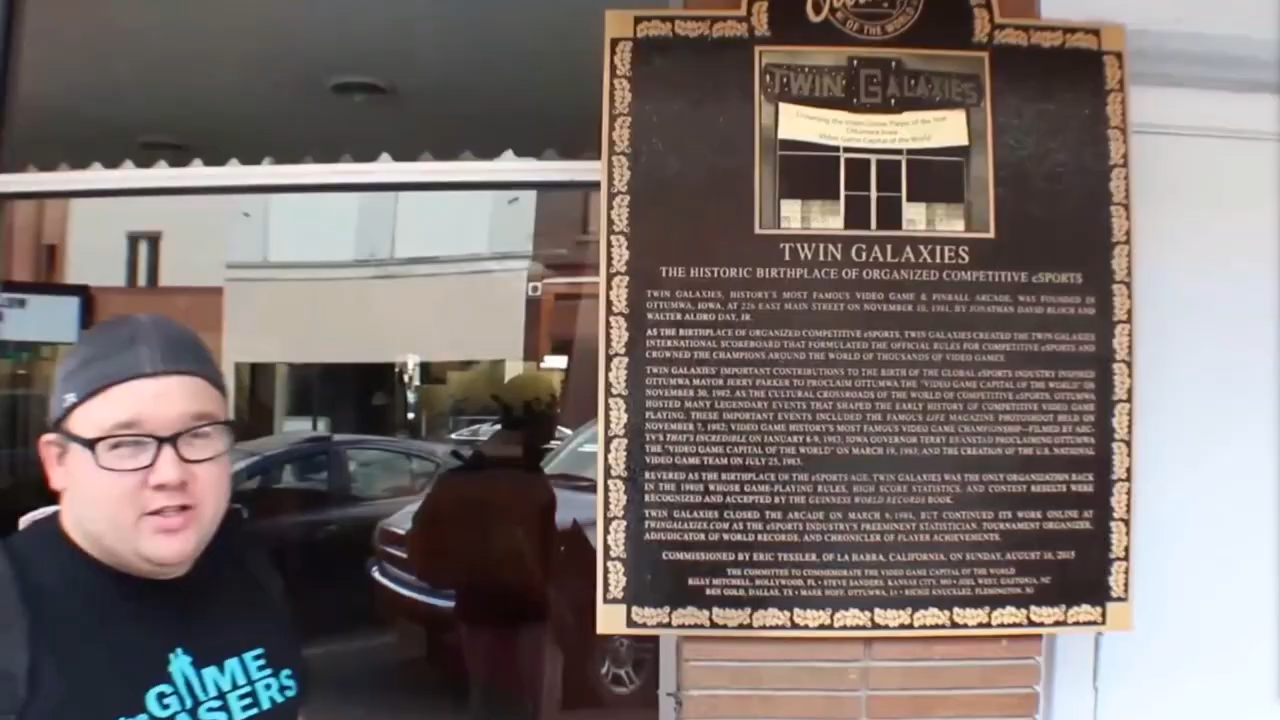 OF THE WORLD
TWIN GALAXIES
Ottumwa Iowa
Video Game Capital of the World
TWIN GALAXIES
THE HISTORIC BIRTHPLACE OF ORGANIZED COMPETITIVE eSPORTS
TWIN GALAXIES, HISTORY'S MOST FAMOUS VIDEO GAME & PINBALL ARCADE, WAS FOUNDED IN
OTTUMWA, IOWA, AT 226 EAST MAIN STREET ON NOVEMBER 10, 1981, BY JONATHAN DAVID BLOCH AND
WALTER ALDRO DAY, JR.
AS THE BIRTHPLACE OF ORGANIZED COMPETITIVE eSPORTS, TWIN GALAXIES CREATED THE TWIN GALAXIES
INTERNATIONAL SCOREBOARD THAT FORMULATED THE OFFICIAL RULES FOR COMPETITIVE eSPORTS AND
CROWNED THE CHAMPIONS AROUND THE WORLD OF THOUSANDS OF VIDEO GAMES.
TWIN GALAXIES' IMPORTANT CONTRIBUTIONS TO THE BIRTH OF THE GLOBAL eSPORTS INDUSTRY INSPIRED
OTTUMWA MAYOR JERRY PARKER TO PROCLAIM OTTUMWA THE "VIDEO GAME CAPITAL OF THE WORLD" ON
NOVEMBER 30, 1982. AS THE CULTURAL CROSSROADS OF THE WORLD OF COMPETITIVE eSPORTS, OTTUMWA
HOSTED MANY LEGENDARY EVENTS THAT SHAPED THE EARLY HISTORY OF COMPETITIVE VIDEO GAME
PLAYING. THESE IMPORTANT EVENTS INCLUDED THE FAMOUS LIFE MAGAZINE PHOTOSHOOT HELD ON
NOVEMBER 7, 1982; VIDEO GAME HISTORY'S MOST FAMOUS VIDEO GAME CHAMPIONSHIP—FILMED BY ABC-
TV'S THAT'S INCREDIBLE ON JANUARY 8-9, 1983; IOWA GOVERNOR TERRY BRANSTAD PROCLAIMING OTTUMWA
THE "VIDEO GAME CAPITAL OF THE WORLD" ON MARCH 19, 1983; AND THE CREATION OF THE U.S. NATIONAL
VIDEO GAME TEAM ON JULY 25, 1983.
REVERED AS THE BIRTHPLACE OF THE eSPORTS AGE, TWIN GALAXIES WAS THE ONLY ORGANIZATION BACK
IN THE 1980S WHOSE GAME-PLAYING RULES, HIGH SCORE STATISTICS, AND CONTEST RESULTS WERE
RECOGNIZED AND ACCEPTED BY THE GUINNESS WORLD RECORDS BOOK.
TWIN GALAXIES CLOSED THE ARCADE ON MARCH 6, 1984, BUT CONTINUED ITS WORK ONLINE AT
TWINGALAXIES.COM AS THE eSPORTS INDUSTRY'S PREEMINENT STATISTICIAN, TOURNAMENT ORGANIZER,
ADJUDICATOR OF WORLD RECORDS, AND CHRONICLER OF PLAYER ACHIEVEMENTS.
COMMISSIONED BY ERIC TESSLER, OF LA HABRA, CALIFORNIA, ON SUNDAY, AUGUST 16, 2015
THE COMMITTEE TO COMMEMORATE THE VIDEO GAME CAPITAL OF THE WORLD
BILLY MITCHELL, HOLLYWOOD, FL • STEVE SANDERS, KANSAS CITY, MO • JOEL WEST, GASTONIA, NC
BEN GOLD, DALLAS, TX • MARK HOFF, OTTUMWA, IA • RICHIE KNUCKLEZ, FLEMINGTON, NJ
GAME